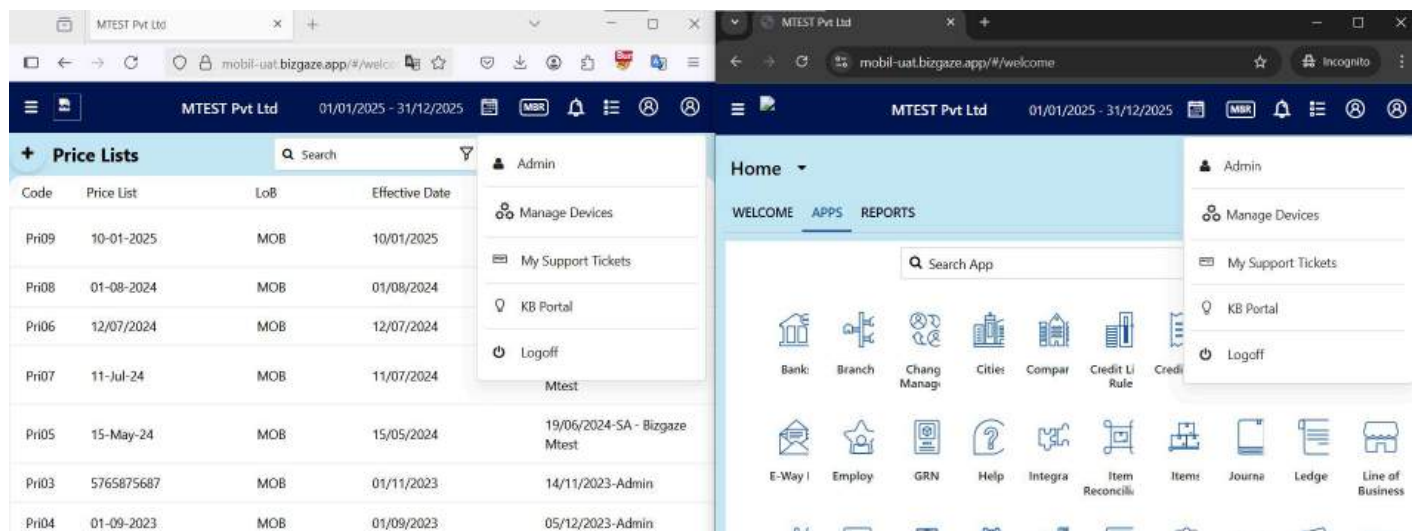 MTEST Pvt Ltd
mobil-uat.bizgaze.app/#/welco
MTEST Pvt Ltd 01/01/2025 - 31/12/2025 MBR
+ Price Lists Search
Code Price List LoB Effective Date
Pri09 10-01-2025 MOB 10/01/2025
Pri08 01-08-2024 MOB 01/08/2024
Pri06 12/07/2024 MOB 12/07/2024
Pri07 11-Jul-24 MOB 11/07/2024
Mtest
Pri05 15-May-24 MOB 15/05/2024 19/06/2024-SA - Bizgaze
Mtest
Pri03 5765875687 MOB 01/11/2023 14/11/2023-Admin
Pri04 01-09-2023 MOB 01/09/2023 05/12/2023-Admin
Admin
Manage Devices
My Support Tickets
KB Portal
Logoff
MTEST Pvt Ltd
mobil-uat.bizgaze.app/#/welcome Incognito
MTEST Pvt Ltd 01/01/2025 - 31/12/2025 MBR
Home
WELCOME APPS REPORTS
Search App
Bank Branch Chang Cities Compar Credit Li Credi
Manag Rule
E-Way Employ GRN Help Integra Item Items Journa Ledge Line of
Reconcili Business
Admin
Manage Devices
My Support Tickets
KB Portal
Logoff